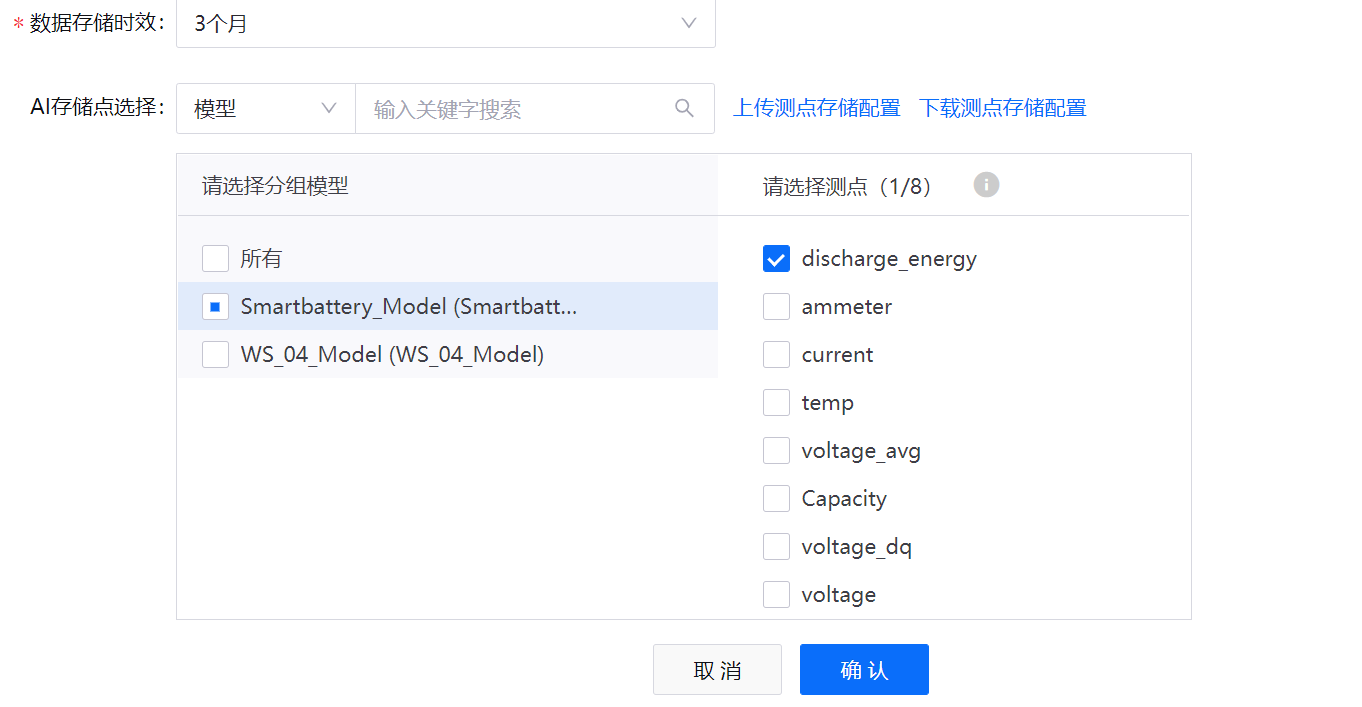 * 数据存储时效：
3个月
AI存储点选择：
模型
输入关键字搜索
上传测点存储配置
下载测点存储配置
请选择分组模型
所有
Smartbattery_Model (Smartbatt...
WS_04_Model (WS_04_Model)
请选择测点（1/8）
discharge_energy
ammeter
current
temp
voltage_avg
Capacity
voltage_dq
voltage
取 消
确 认